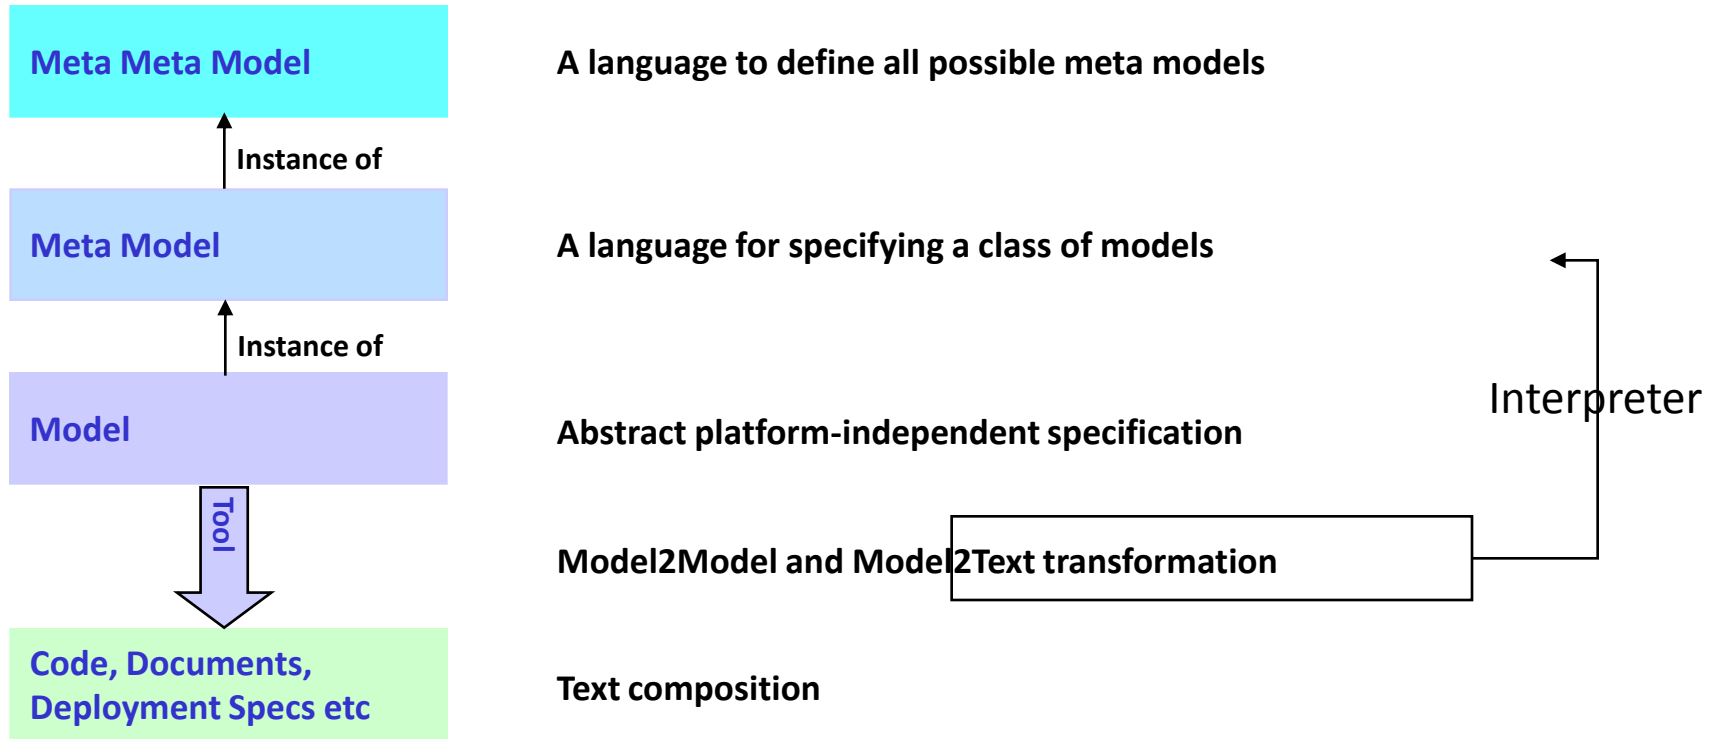 Meta Meta Model
A language to define all possible meta models
Instance of
Meta Model
A language for specifying a class of models
Instance of
Interpreter
Model
Abstract platform-independent specification
Tool
Model2Model and Model2Text transformation
Code, Documents,
Deployment Specs etc
Text composition